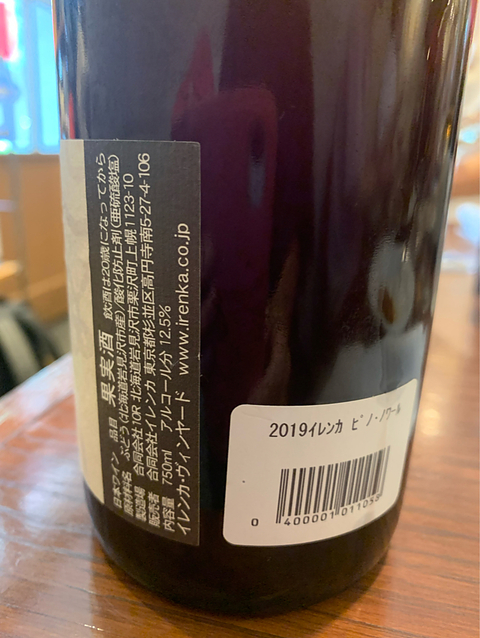 日本ワイン 品目 果実酒 飲酒は20歳になってから
原材料名 ぶどう(北海道岩見沢市産) 酸化防止剤(亜硫酸塩)
製造場 合同会社10R 北海道岩見沢市栗沢町上幌1123-10
販売者 合同会社イレンカ 東京都杉並区高円寺南5-27-4-106
内容量 750ml アルコール分 12.5%
イレンカ・ヴィンヤード www.irenka.co.jp
2019イレンカ ピノ・ノワール
0 400001 011093